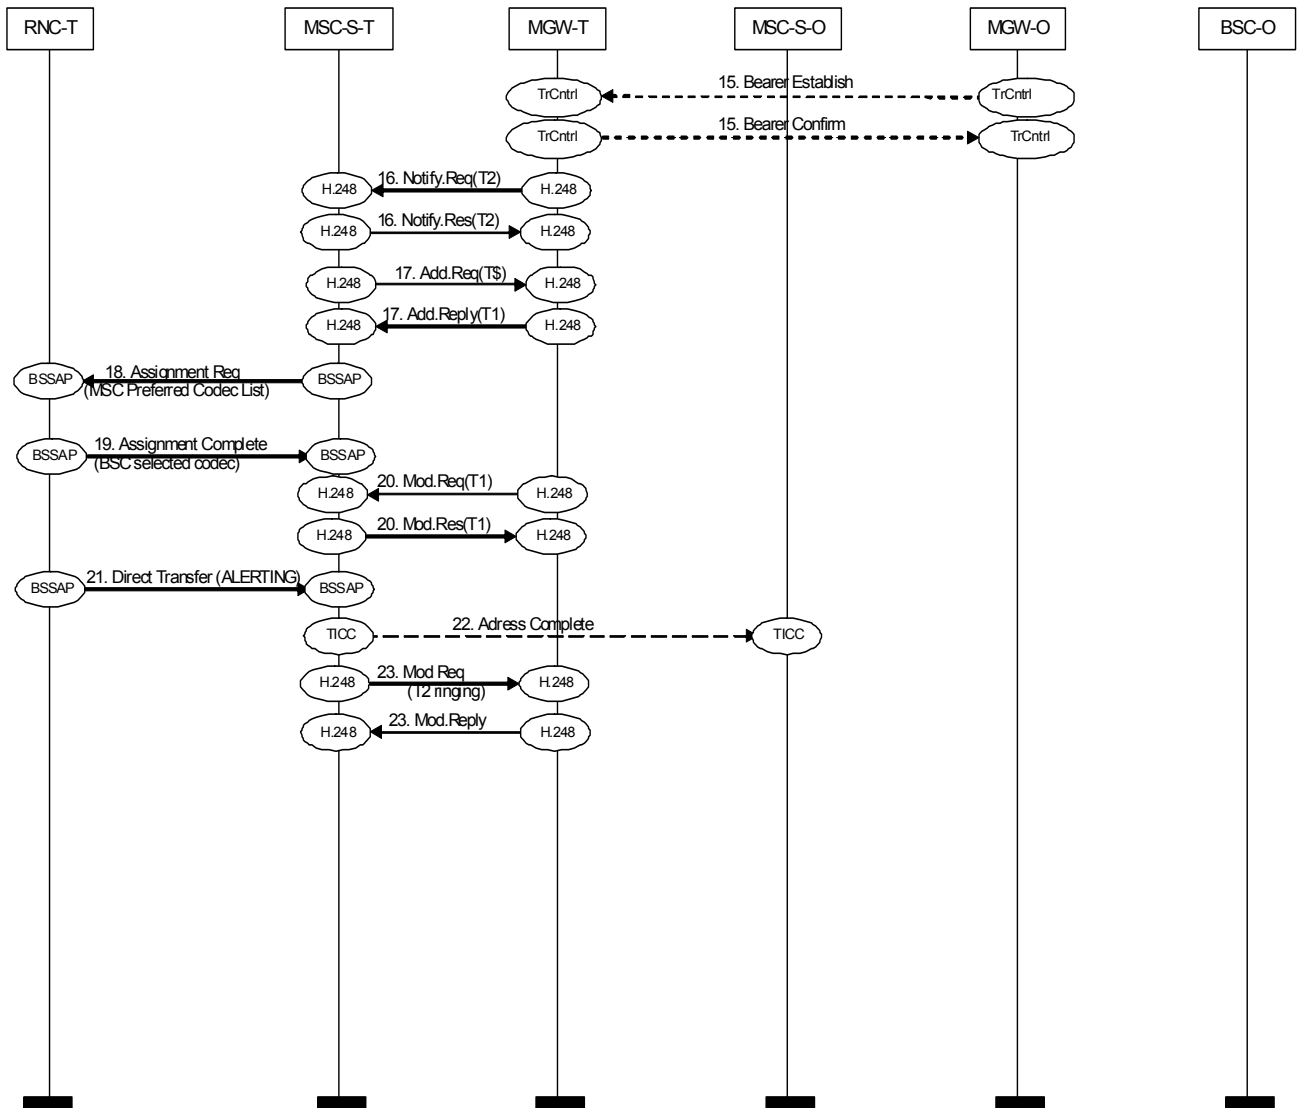 RNC-T MSC-S-T MGW-T MSC-S-O MGW-O BSC-O
TrCntrl 15. Bearer Establish TrCntrl
TrCntrl 15. Bearer Confirm TrCntrl
H.248 16. Notify.Req(T2) H.248
H.248 16. Notify.Res(T2) H.248
H.248 17. Add.Req(T$) H.248
H.248 17. Add.Reply(T1) H.248
BSSAP 18. Assignment Req BSSAP
(MSC Preferred Codec List)
BSSAP 19. Assignment Complete BSSAP
(BSC selected codec)
H.248 20. Mod.Req(T1) H.248
H.248 20. Mod.Res(T1) H.248
BSSAP 21. Direct Transfer (ALERTING) BSSAP
TICC 22. Adress Complete TICC
H.248 23. Mod Req H.248
(T2 ringing)
H.248 23. Mod.Reply H.248